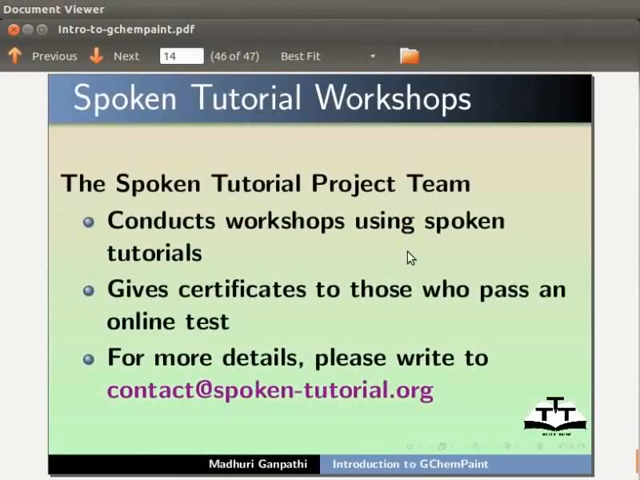 Document Viewer
Intro-to-gchempaint.pdf
Previous Next 14 (46 of 47) Best Fit
Spoken Tutorial Workshops
The Spoken Tutorial Project Team
Conducts workshops using spoken
tutorials
Gives certificates to those who pass an
online test
For more details, please write to
contact@spoken-tutorial.org
Madhuri Ganpathi Introduction to GChemPaint